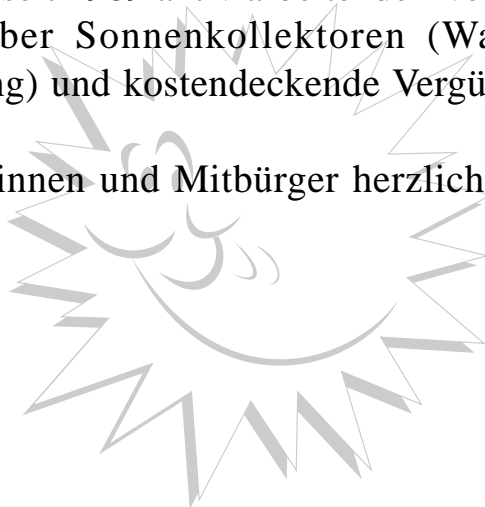 ber Sonnenkollektoren (Wa
ng) und kostendeckende Vergü
innen und Mitbürger herzlich